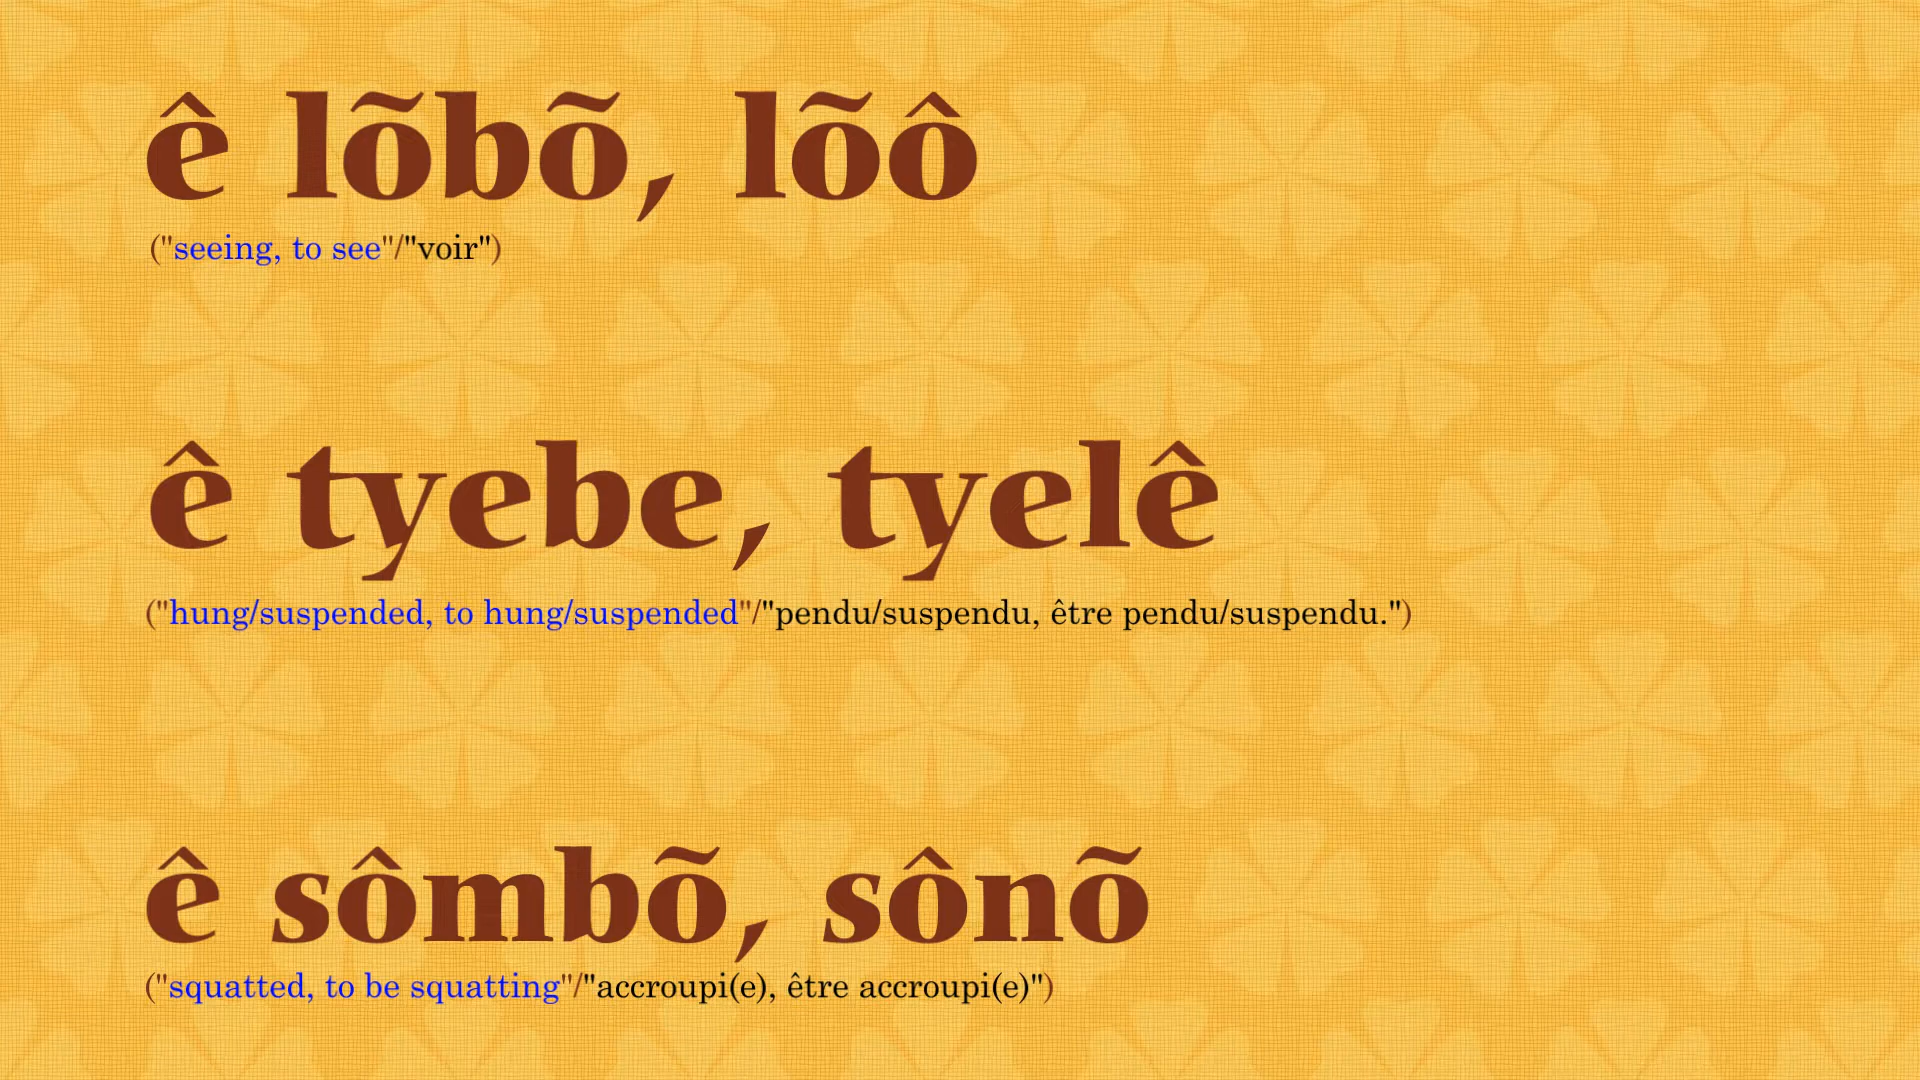 ê lõbõ, lõô
("seeing, to see"/"voir")
ê tyebe, tyelê
("hung/suspended, to hung/suspended"/"pendu/suspendu, être pendu/suspendu.")
ê sômbõ, sônõ
("squatted, to be squatting"/"accroupi(e), être accroupi(e)")